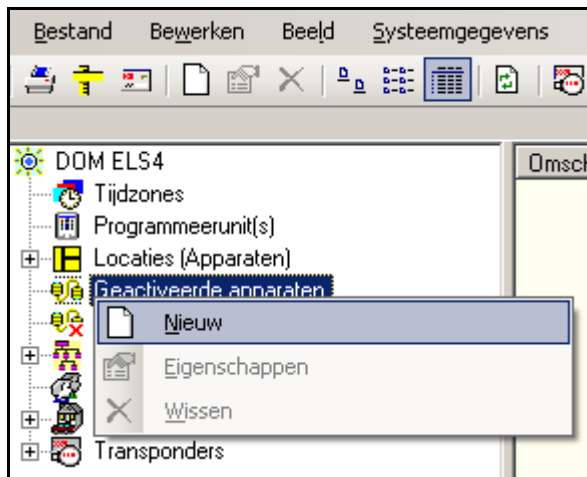 Bestand Bewerken Beeld Systeemgegevens
Omsch
DOM ELS4
Tijdzones
Programmeerunit(s)
Locaties (Apparaten)
Geactiveerde apparaten
Nieuw
Eigenschappen
Wissen
Transponders